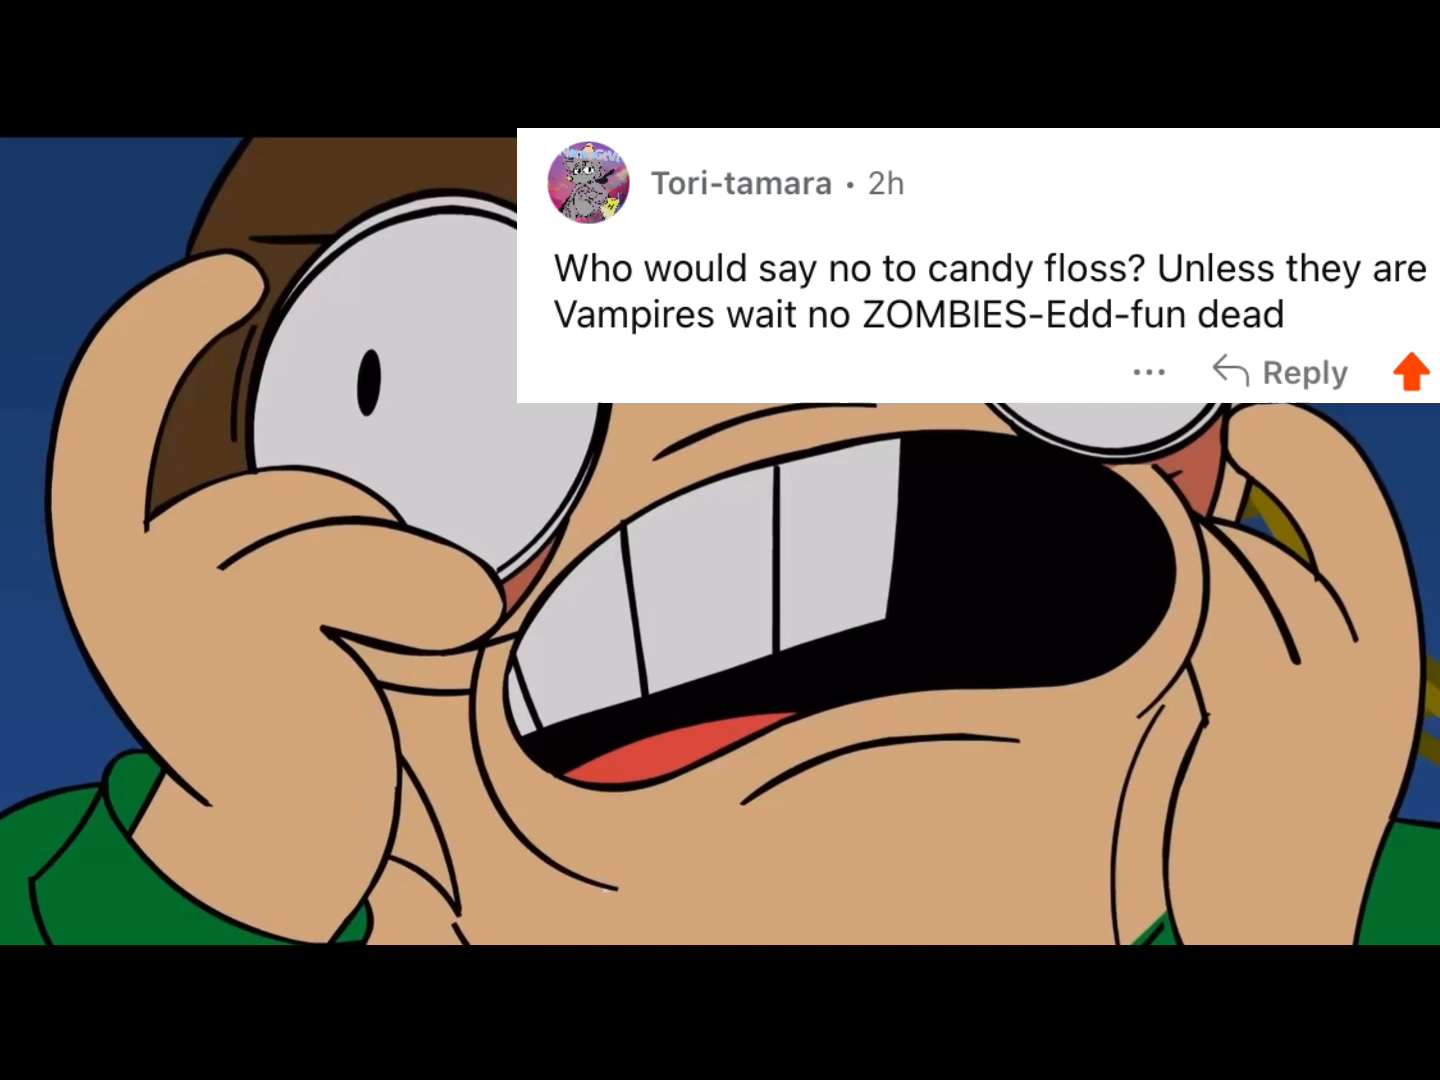 Tori-tamara • 2h
Who would say no to candy floss? Unless they are
Vampires wait no ZOMBIES-Edd-fun dead
... Reply